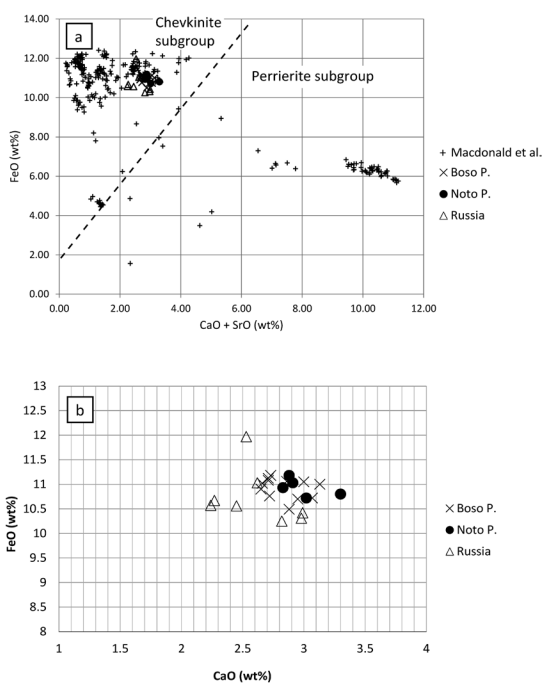 a
Chevkinite
subgroup
Perrierite subgroup
14.00
12.00
10.00
8.00
6.00
4.00
2.00
0.00
FeO (wt%)
0.00 2.00 4.00 6.00 8.00 10.00 12.00
CaO + SrO (wt%)
Macdonald et al.
Boso P.
Noto P.
Russia
b
13
12.5
12
11.5
11
10.5
10
9.5
9
8.5
8
FeO (wt%)
1 1.5 2 2.5 3 3.5 4
CaO (wt%)
Boso P.
Noto P.
Russia